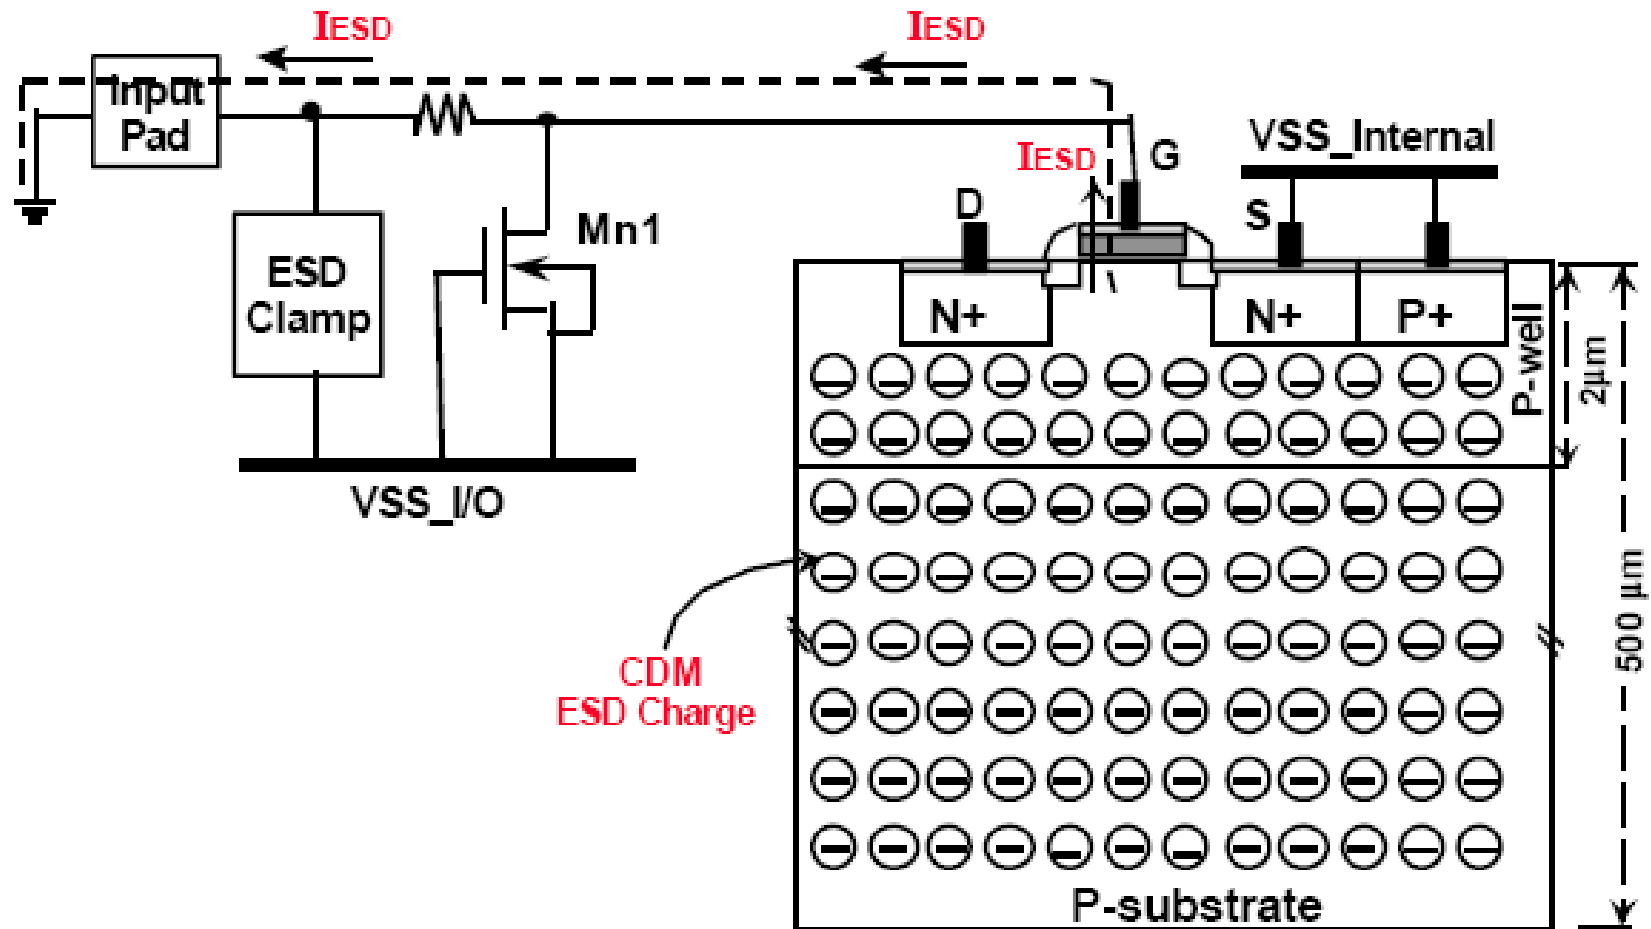 IESD
IESD
Input
Pad
VSS_Internal
IESD
G
D
S
Mn1
ESD
Clamp
N+
N+
P+
P-well
2μm
VSS_I/O
500 μm
CDM
ESD Charge
P-substrate